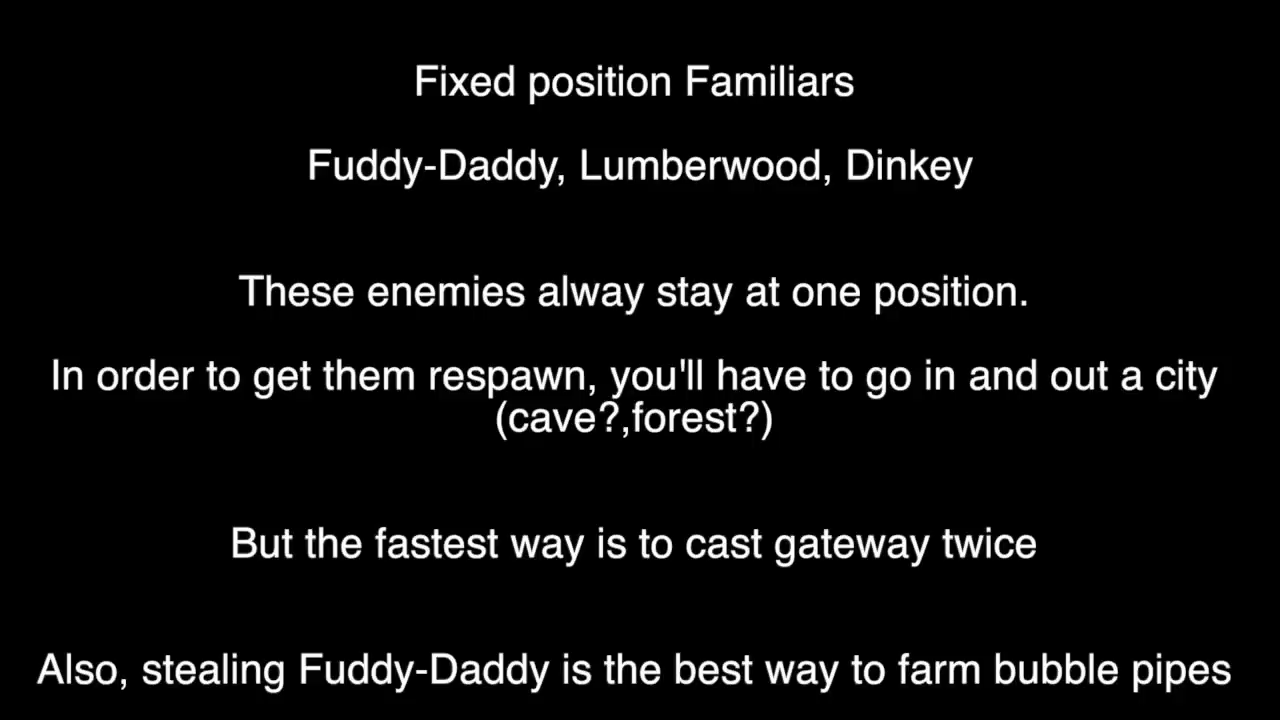 Fixed position Familiars
Fuddy-Daddy, Lumberwood, Dinkey
These enemies alway stay at one position.
In order to get them respawn, you'll have to go in and out a city
(cave?,forest?)
But the fastest way is to cast gateway twice
Also, stealing Fuddy-Daddy is the best way to farm bubble pipes